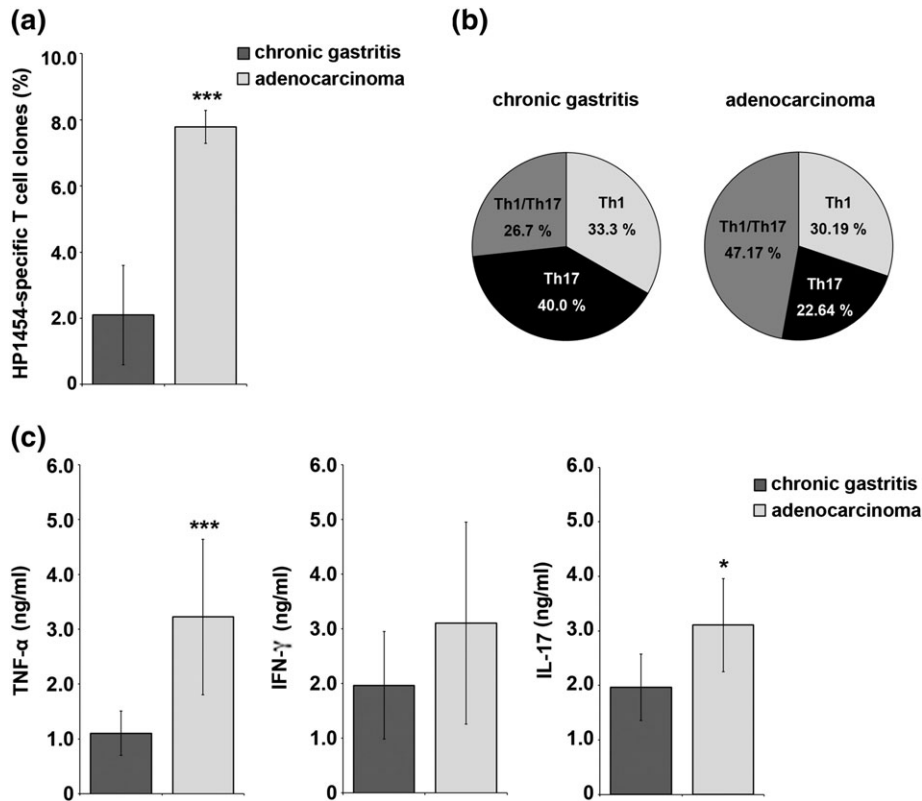 (a)
HP1454-specific T cell clones (%)
10.0
8.0
6.0
4.0
2.0
0
***
chronic gastritis
adenocarcinoma
(b)
chronic gastritis
Th1/Th17
26.7 %
Th1
33.3 %
Th17
40.0 %
adenocarcinoma
Th1/Th17
47.17 %
Th1
30.19 %
Th17
22.64 %
(c)
TNF-α (ng/ml)
6.0
5.0
4.0
3.0
2.0
1.0
0
***
IFN-γ (ng/ml)
6.0
5.0
4.0
3.0
2.0
1.0
0
IL-17 (ng/ml)
6.0
5.0
4.0
3.0
2.0
1.0
0
*
chronic gastritis
adenocarcinoma